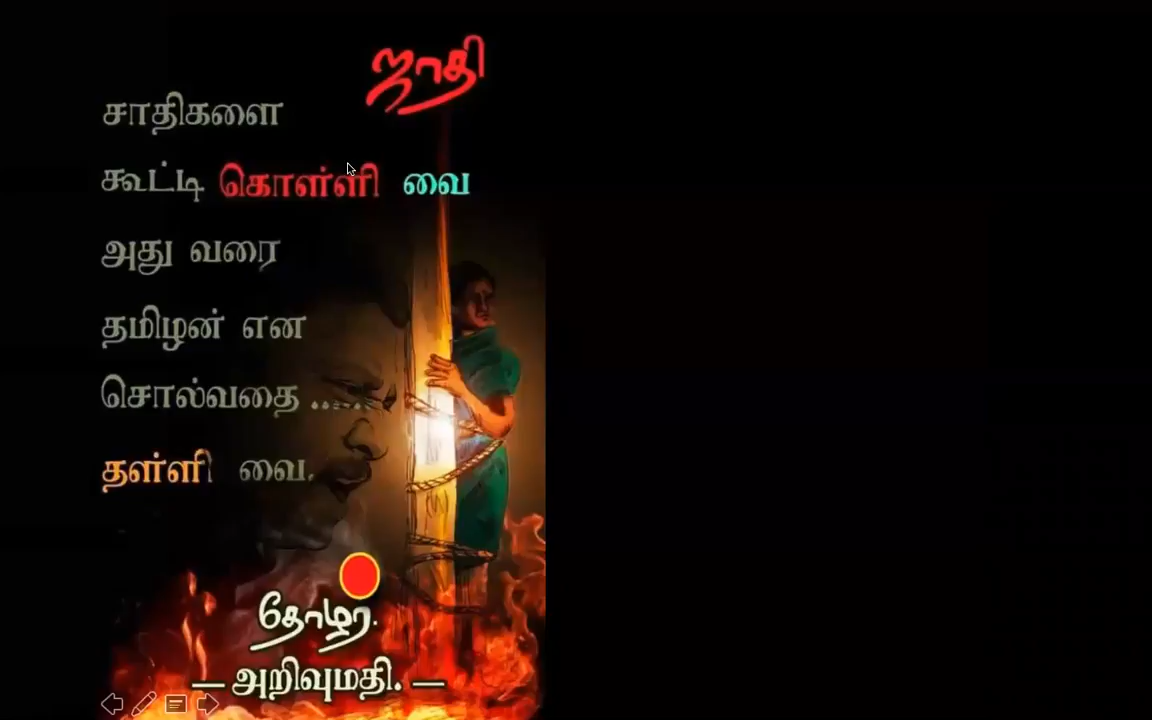 ஜாதி
சாதிகளை
கூட்டி கொள்ளி வை
அது வரை
தமிழன் என
சொல்வதை ......
தள்ளி வை.
தோழர்.
— அறிவுமதி. —